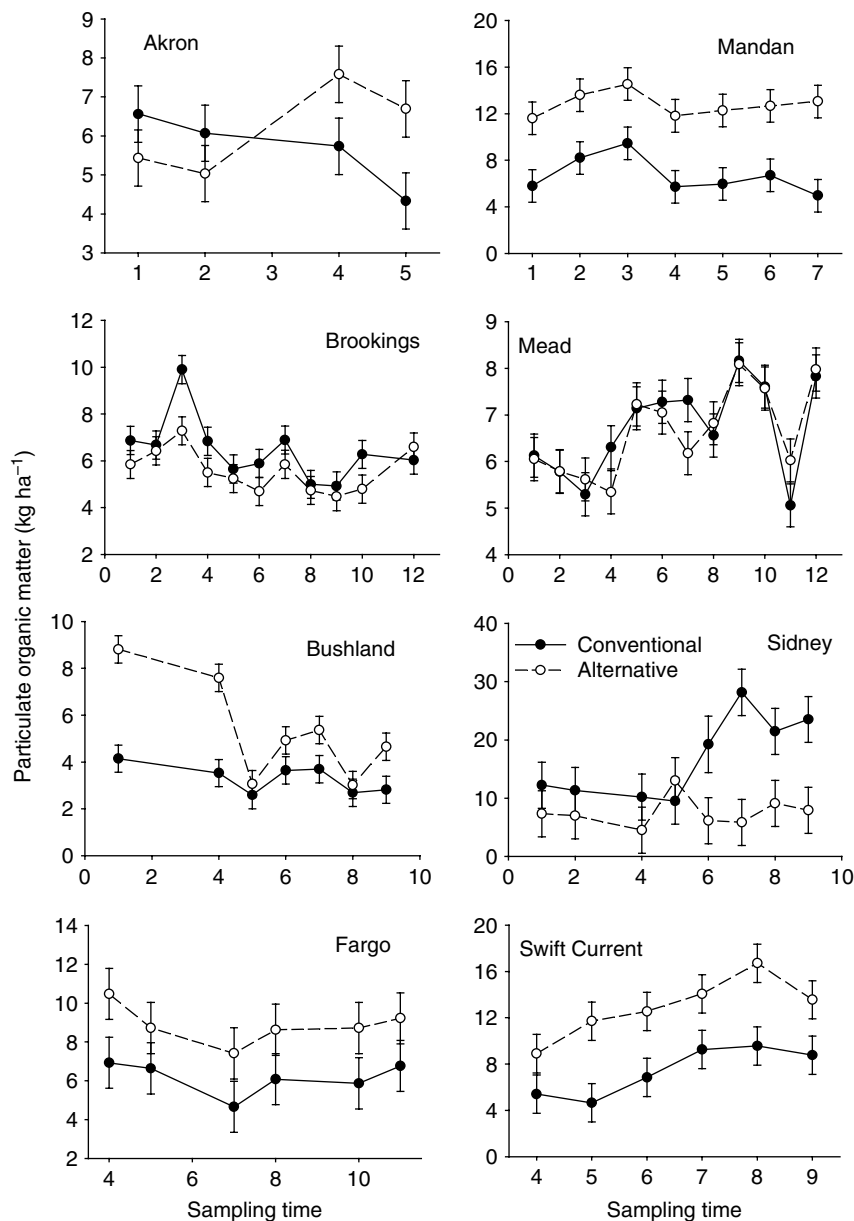 Particulate organic matter (kg ha⁻¹)
Akron
9
8
7
6
5
4
3
1 2 3 4 5
Mandan
20
16
12
8
4
0
1 2 3 4 5 6 7
Brookings
12
10
8
6
4
2
0 2 4 6 8 10 12
Mead
9
8
7
6
5
4
0 2 4 6 8 10 12
Bushland
10
8
6
4
2
0
0 2 4 6 8 10
Sidney
Conventional
Alternative
40
30
20
10
0
0 2 4 6 8 10
Fargo
14
12
10
8
6
4
2
4 6 8 10
Sampling time
Swift Current
20
16
12
8
4
0
4 5 6 7 8 9
Sampling time